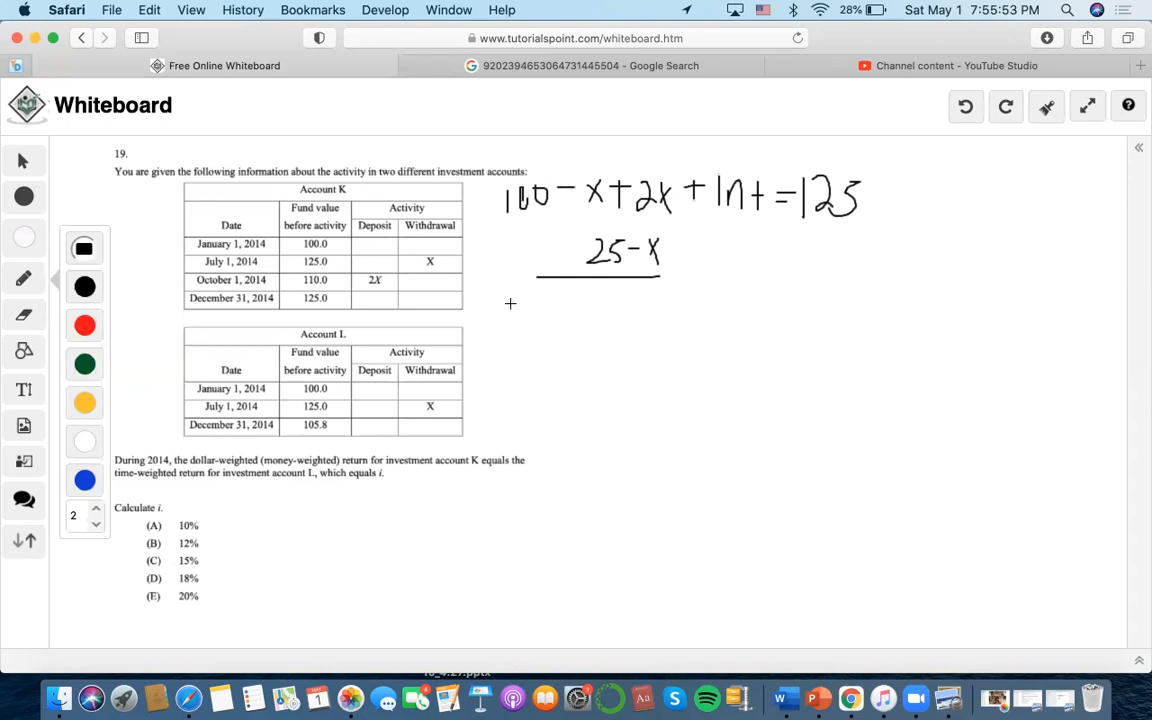 Safari File Edit View History Bookmarks Develop Window Help 28% Sat May 1 7:55:53 PM
www.tutorialspoint.com/whiteboard.htm
Free Online Whiteboard 9202394653064731445504 - Google Search Channel content - YouTube Studio
Whiteboard
19.
You are given the following information about the activity in two different investment accounts:
Account K
Fund value Activity
Date before activity Deposit Withdrawal
January 1, 2014 100.0
July 1, 2014 125.0 X
October 1, 2014 110.0 2X
December 31, 2014 125.0
Account L
Fund value Activity
Date before activity Deposit Withdrawal
January 1, 2014 100.0
July 1, 2014 125.0 X
December 31, 2014 105.8
During 2014, the dollar-weighted (money-weighted) return for investment account K equals the
time-weighted return for investment account L, which equals i.
Calculate i.
(A) 10%
(B) 12%
(C) 15%
(D) 18%
(E) 20%
100 - x + 2x + Int = 125
25 - x
2